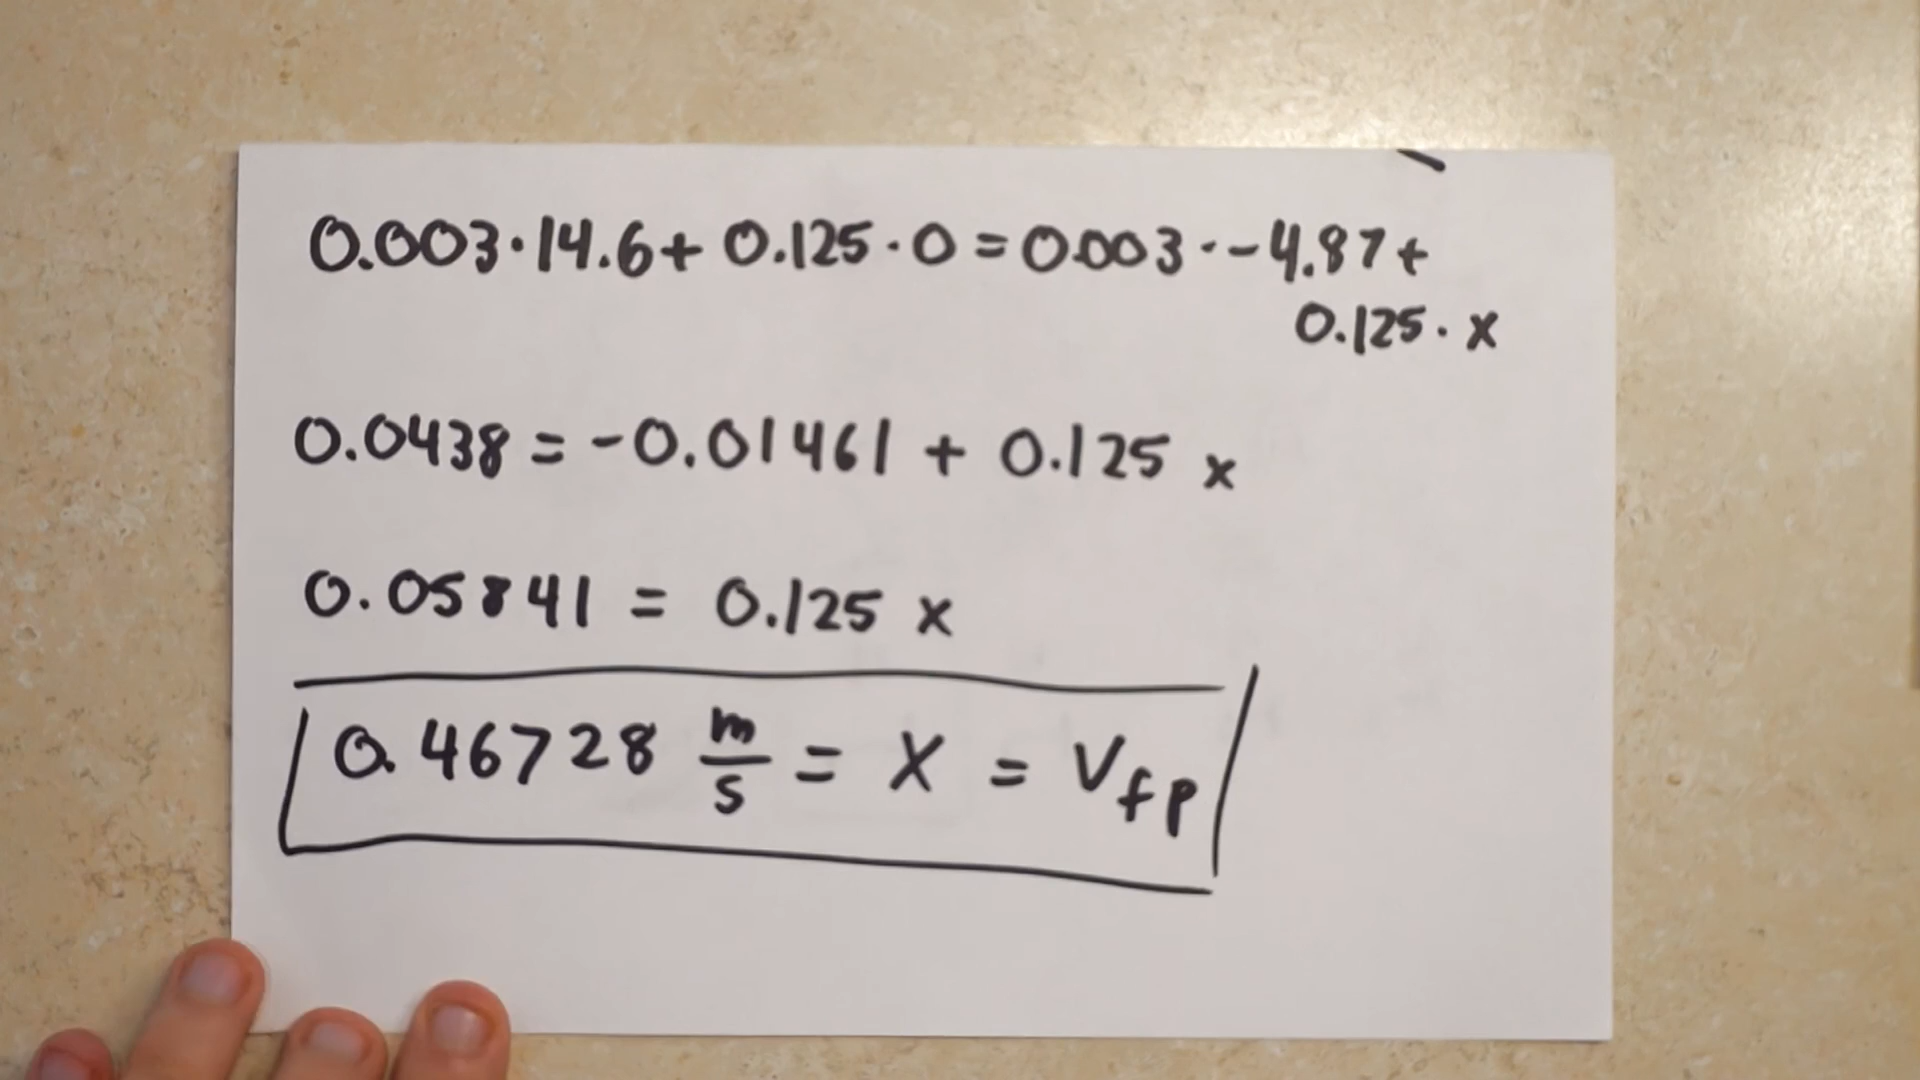 0.003·14.6+ 0.125·0 = 0.003·-4.87+
0.125·x
0.0438 = -0.01461 + 0.125 x
0.05841 = 0.125 x
0.46728 m/s = X = Vfp